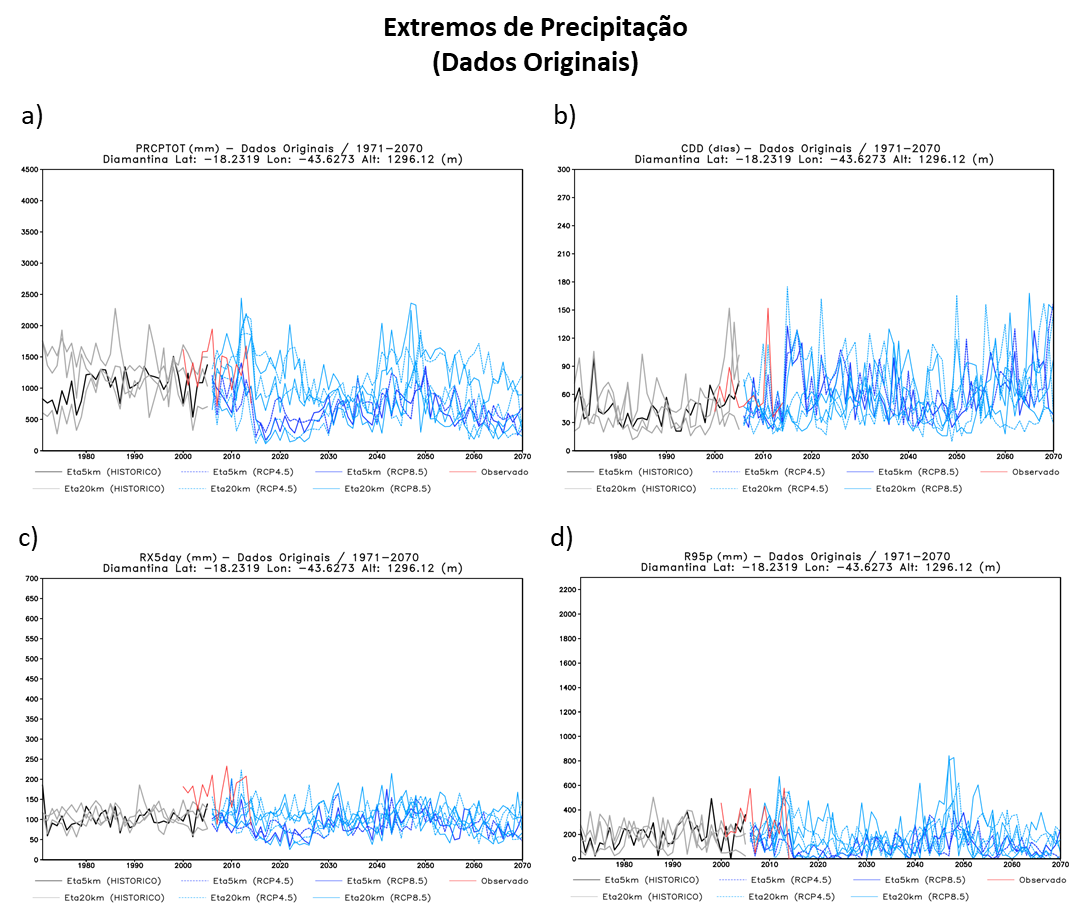 Extremos de Precipitação
(Dados Originais)
a)
PRCPTOT (mm) – Dados Originais / 1971–2070
Diamantina Lat: –18.2319 Lon: –43.6273 Alt: 1296.12 (m)
4500
4000
3500
3000
2500
2000
1500
1000
500
0
1980 1990 2000 2010 2020 2030 2040 2050 2060 2070
Eta5km (HISTORICO) Eta5km (RCP4.5) Eta5km (RCP8.5) Observado
Eta20km (HISTORICO) Eta20km (RCP4.5) Eta20km (RCP8.5)
b)
CDD (dias) – Dados Originais / 1971–2070
Diamantina Lat: –18.2319 Lon: –43.6273 Alt: 1296.12 (m)
300
270
240
210
180
150
120
90
60
30
0
1980 1990 2000 2010 2020 2030 2040 2050 2060 2070
Eta5km (HISTORICO) Eta5km (RCP4.5) Eta5km (RCP8.5) Observado
Eta20km (HISTORICO) Eta20km (RCP4.5) Eta20km (RCP8.5)
c)
RX5day (mm) – Dados Originais / 1971–2070
Diamantina Lat: –18.2319 Lon: –43.6273 Alt: 1296.12 (m)
700
650
600
550
500
450
400
350
300
250
200
150
100
50
0
1980 1990 2000 2010 2020 2030 2040 2050 2060 2070
Eta5km (HISTORICO) Eta5km (RCP4.5) Eta5km (RCP8.5) Observado
Eta20km (HISTORICO) Eta20km (RCP4.5) Eta20km (RCP8.5)
d)
R95p (mm) – Dados Originais / 1971–2070
Diamantina Lat: –18.2319 Lon: –43.6273 Alt: 1296.12 (m)
2200
2000
1800
1600
1400
1200
1000
800
600
400
200
0
1980 1990 2000 2010 2020 2030 2040 2050 2060 2070
Eta5km (HISTORICO) Eta5km (RCP4.5) Eta5km (RCP8.5) Observado
Eta20km (HISTORICO) Eta20km (RCP4.5) Eta20km (RCP8.5)